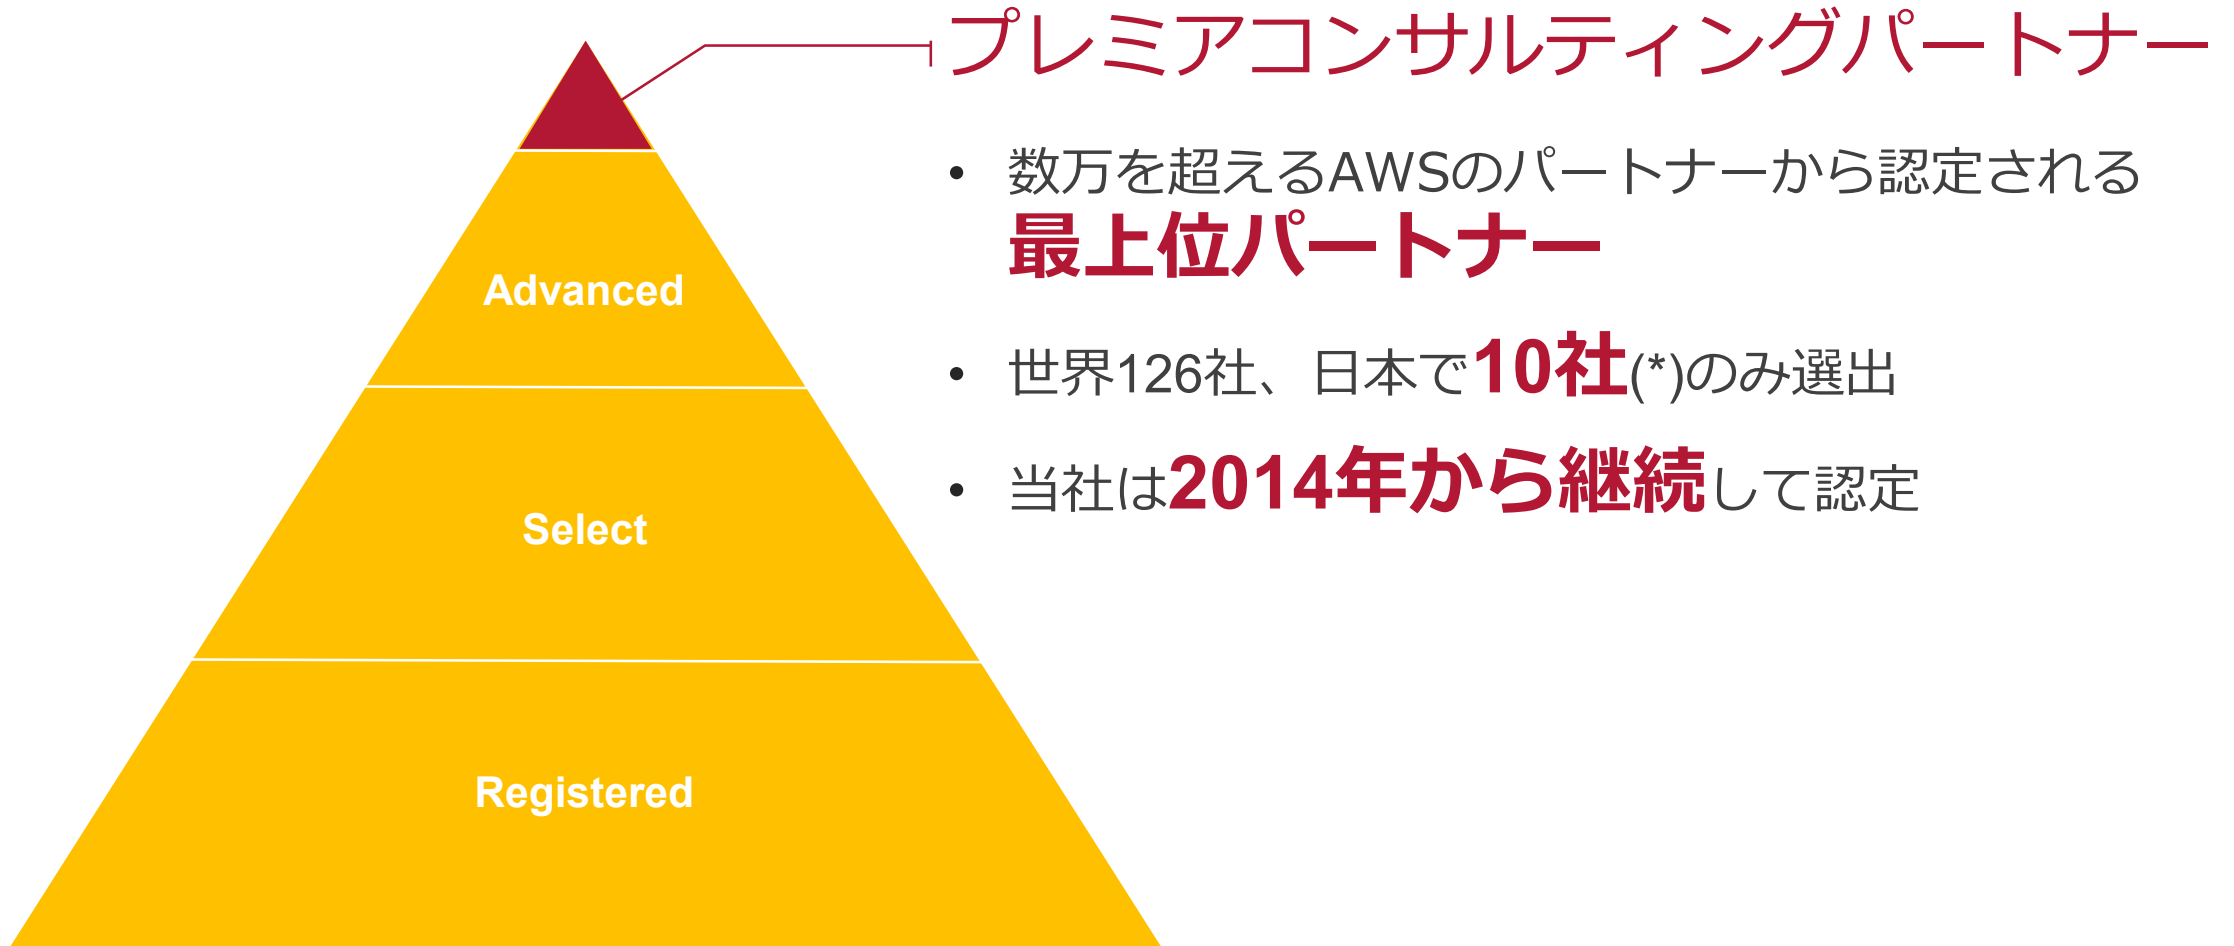 プレミアコンサルティングパートナー
• 数万を超えるAWSのパートナーから認定される
最上位パートナー
• 世界126社、日本で10社(*)のみ選出
• 当社は2014年から継続して認定
Advanced
Select
Registered